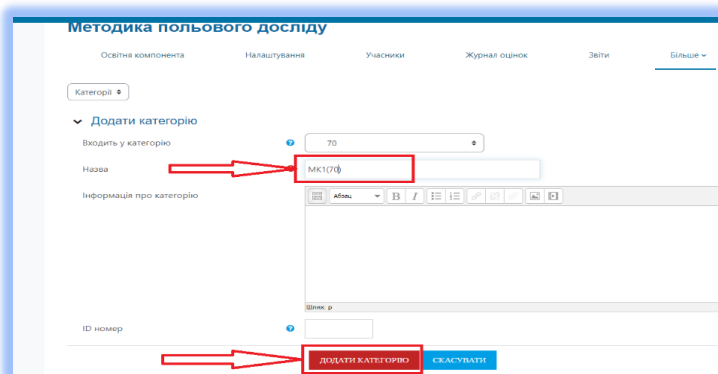 Методика польового досліду
Освітня компонента Налаштування Учасники Журнал оцінок Звіти Більше
Категорії
Додати категорію
Входить у категорію 70
Назва МК1(70)
Інформація про категорію
Абзац B I
Шлях: p
ID номер
ДОДАТИ КАТЕГОРІЮ СКАСУВАТИ